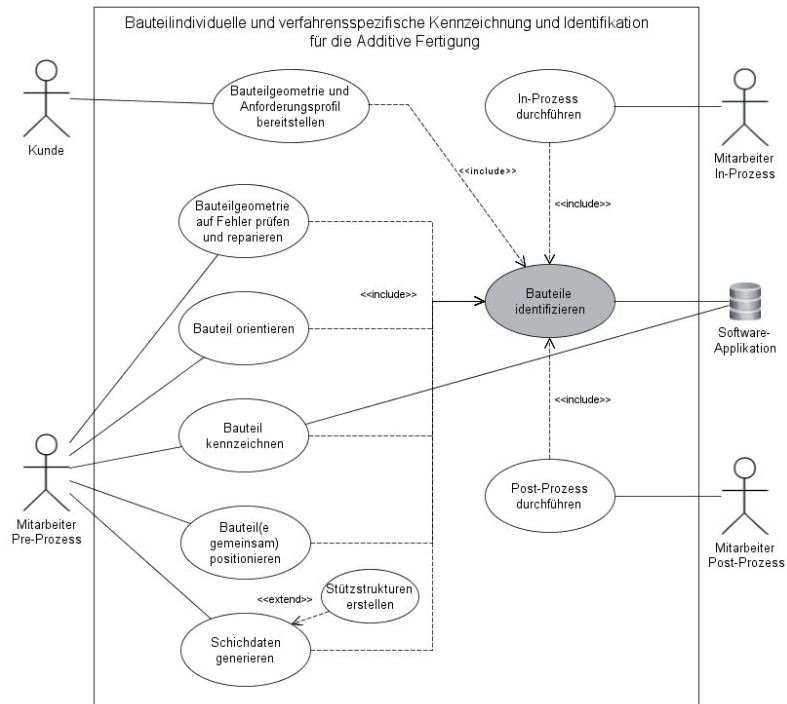 Bauteilindividuelle und verfahrensspezifische Kennzeichnung und Identifikation
für die Additive Fertigung
Kunde
Bauteilgeometrie und
Anforderungsprofil
bereitstellen
In-Prozess
durchführen
Mitarbeiter
In-Prozess
<<include>>
<<include>>
Bauteilgeometrie
auf Fehler prüfen
und reparieren
<<include>>
Bauteile
identifizieren
Software-
Applikation
Bauteil orientieren
Bauteil
kennzeichnen
<<include>>
Mitarbeiter
Pre-Prozess
Post-Prozess
durchführen
Mitarbeiter
Post-Prozess
Bauteil(e
gemeinsam)
positionieren
<<extend>>
Stützstrukturen
erstellen
Schichdaten
generieren